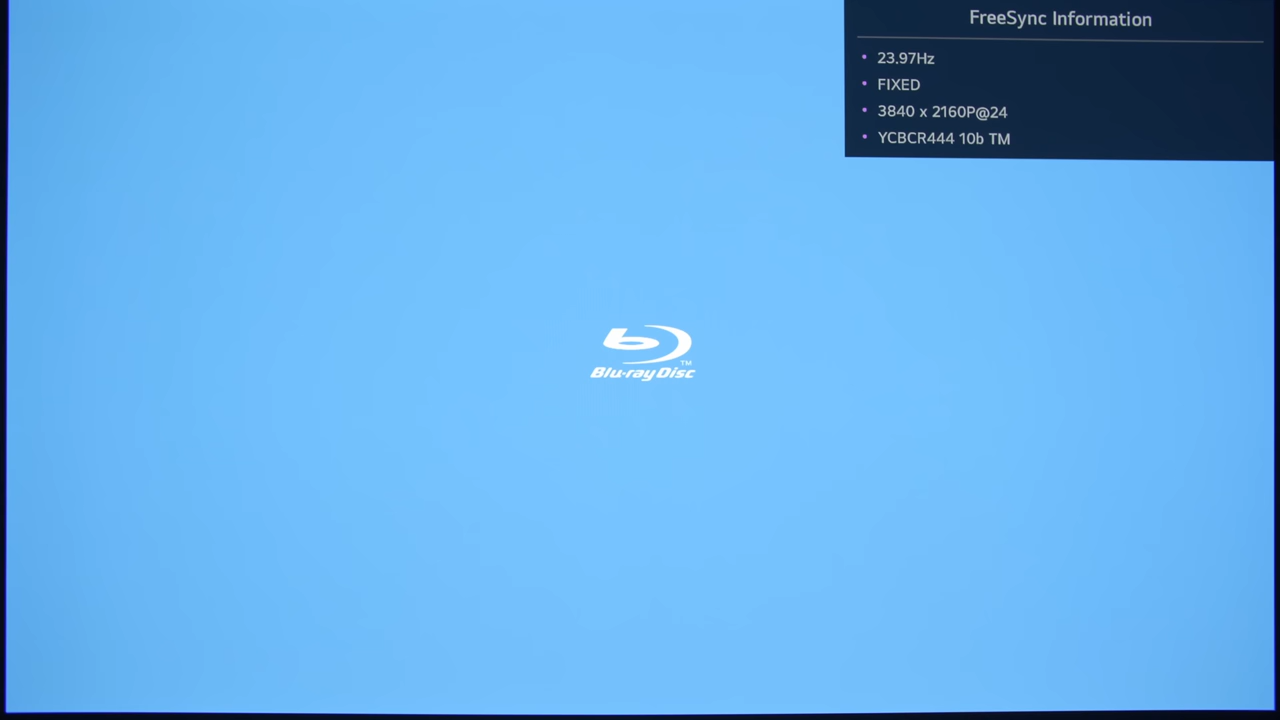 FreeSync Information
• 23.97Hz
• FIXED
• 3840 x 2160P@24
• YCBCR444 10b TM
b
TM
Blu-ray Disc